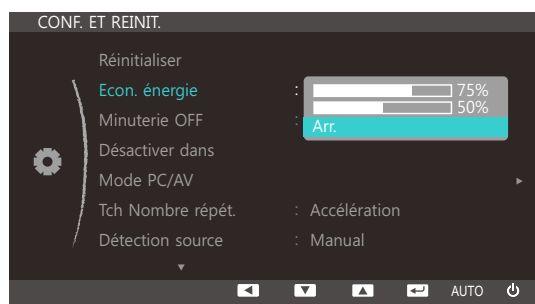 CONF. ET REINIT.
Réinitialiser
Econ. énergie :
75%
50%
Arr.
Minuterie OFF :
Désactiver dans
Mode PC/AV
Tch Nombre répét. : Accélération
Détection source : Manual
AUTO